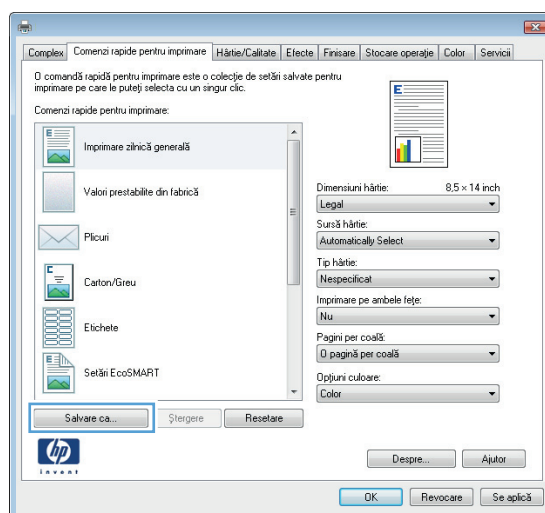 Complex Comenzi rapide pentru imprimare Hârtie/Calitate Efecte Finisare Stocare operaţie Color Servicii
O comandă rapidă pentru imprimare este o colecţie de setări salvate pentru
imprimare pe care le puteţi selecta cu un singur clic.
Comenzi rapide pentru imprimare:
Imprimare zilnică generală
Valori prestabilite din fabrică
Plicuri
Carton/Greu
Etichete
Setări EcoSMART
Salvare ca...
Ştergere
Resetare
Dimensiuni hârtie: 8,5 × 14 inch
Legal
Sursă hârtie:
Automatically Select
Tip hârtie:
Nespecificat
Imprimare pe ambele feţe:
Nu
Pagini per coală:
O pagină per coală
Opţiuni culoare:
Color
hp
invent
Despre...
Ajutor
OK
Revocare
Se aplică